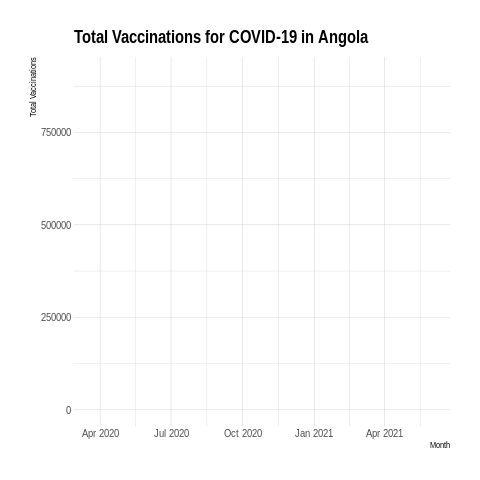 Total Vaccinations for COVID-19 in Angola
Total Vaccinations
750000
500000
250000
0
Apr 2020 Jul 2020 Oct 2020 Jan 2021 Apr 2021
Month